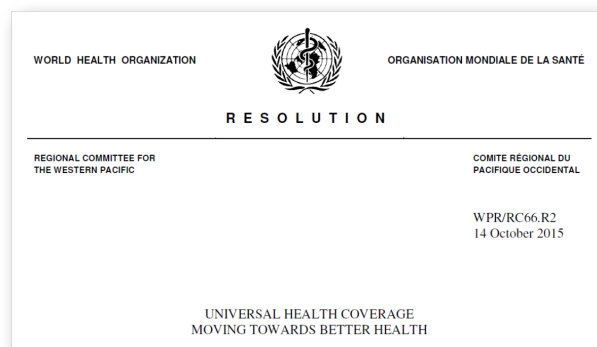 WORLD HEALTH ORGANIZATION
ORGANISATION MONDIALE DE LA SANTÉ
R E S O L U T I O N
REGIONAL COMMITTEE FOR
THE WESTERN PACIFIC
COMITE RÉGIONAL DU
PACIFIQUE OCCIDENTAL
WPR/RC66.R2
14 October 2015
UNIVERSAL HEALTH COVERAGE
MOVING TOWARDS BETTER HEALTH